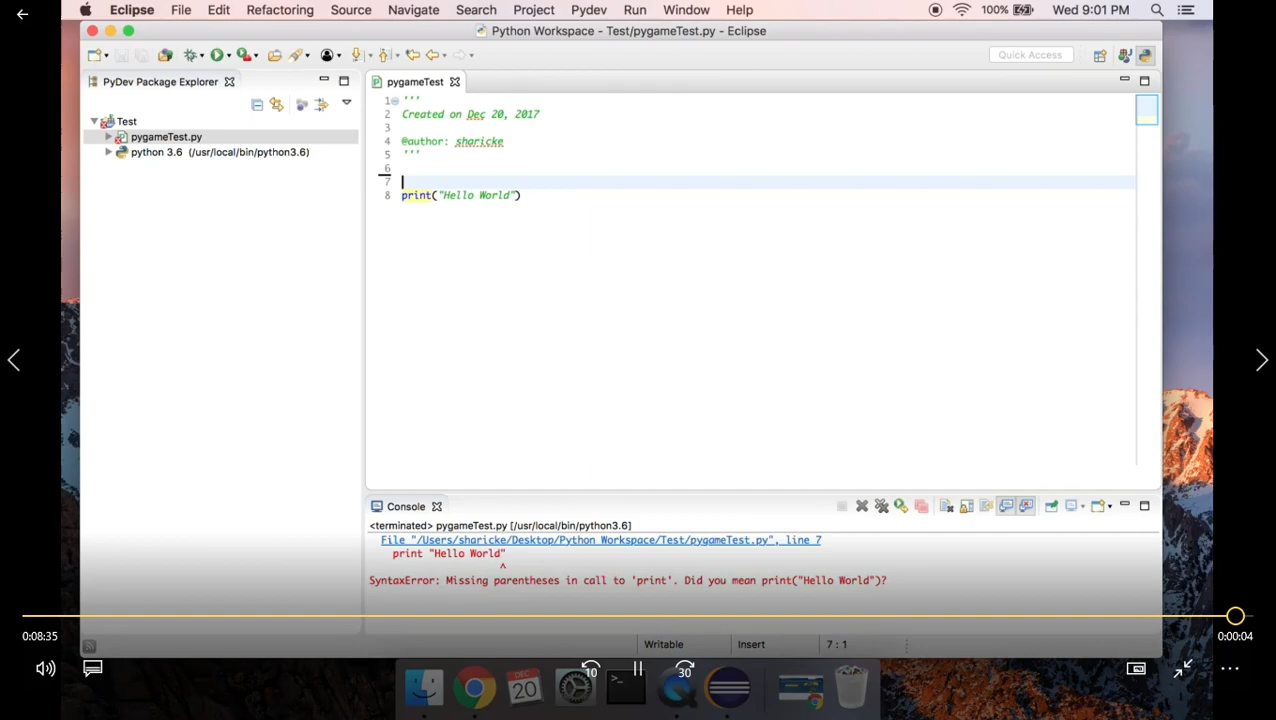 Eclipse File Edit Refactoring Source Navigate Search Project Pydev Run Window Help 100% Wed 9:01 PM
Python Workspace - Test/pygameTest.py - Eclipse
Quick Access
PyDev Package Explorer
pygameTest
Test
pygameTest.py
python 3.6 (/usr/local/bin/python3.6)
1 '''
2 Created on Dec 20, 2017
3
4 @author: sharicke
5 '''
6
7
8 print("Hello World")
Console
<terminated> pygameTest.py [/usr/local/bin/python3.6]
File "/Users/sharicke/Desktop/Python Workspace/Test/pygameTest.py", line 7
print "Hello World"
^
SyntaxError: Missing parentheses in call to 'print'. Did you mean print("Hello World")?
0:08:35
0:00:04
Writable Insert 7 : 1
10
30
20